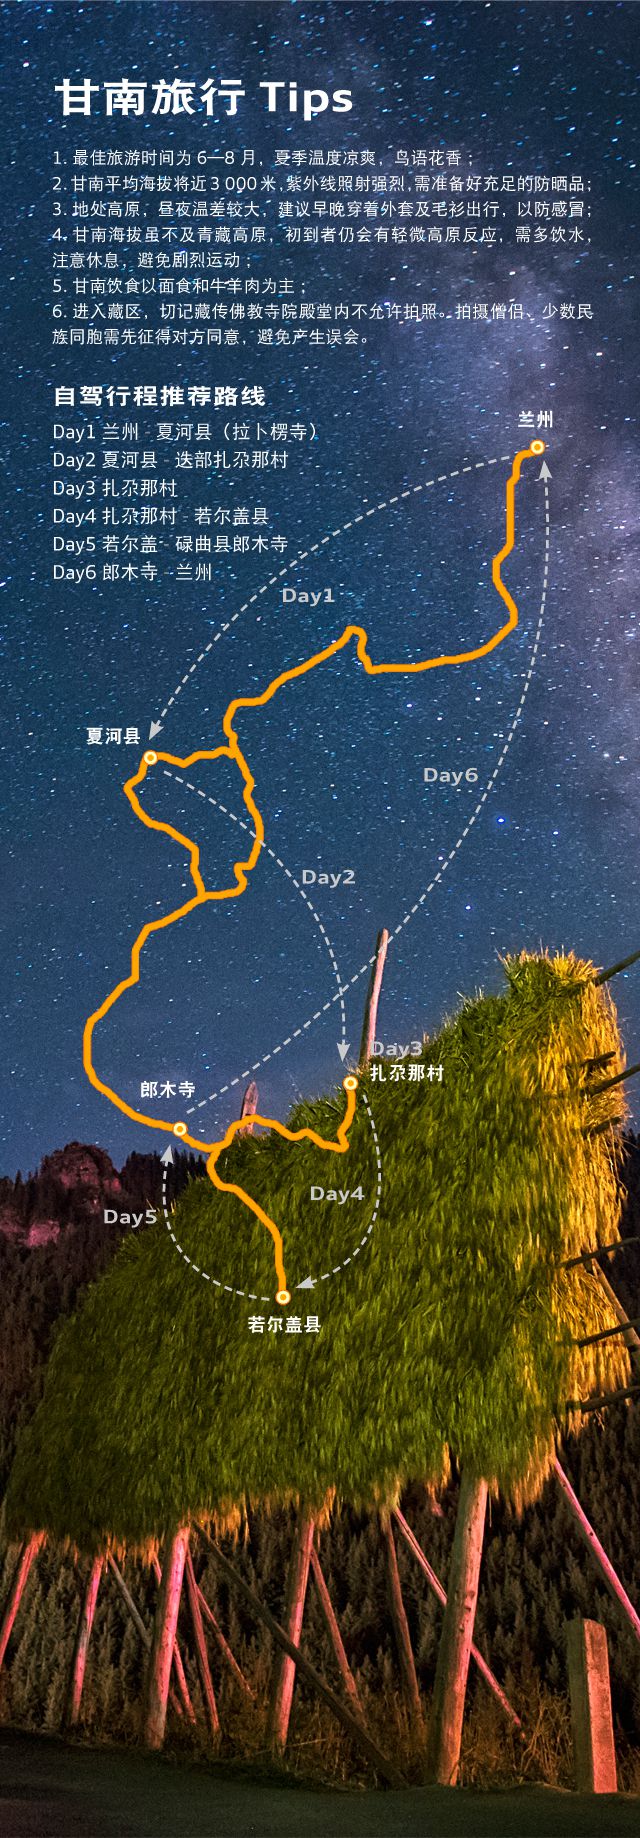 甘南旅行 Tips
1. 最佳旅游时间为 6—8 月，夏季温度凉爽，鸟语花香；
2. 甘南平均海拔将近 3 000 米,紫外线照射强烈,需准备好充足的防晒品；
3. 地处高原，昼夜温差较大，建议早晚穿着外套及毛衫出行，以防感冒；
4. 甘南海拔虽不及青藏高原，初到者仍会有轻微高原反应，需多饮水，
注意休息，避免剧烈运动；
5. 甘南饮食以面食和牛羊肉为主；
6. 进入藏区，切记藏传佛教寺院殿堂内不允许拍照。拍摄僧侣、少数民
族同胞需先征得对方同意，避免产生误会。
自驾行程推荐路线
Day1 兰州 - 夏河县（拉卜楞寺）
Day2 夏河县 - 迭部扎尕那村
Day3 扎尕那村
Day4 扎尕那村 - 若尔盖县
Day5 若尔盖 - 碌曲县郎木寺
Day6 郎木寺 - 兰州
兰州
Day1
夏河县
Day6
Day2
Day3
扎尕那村
郎木寺
Day4
Day5
若尔盖县